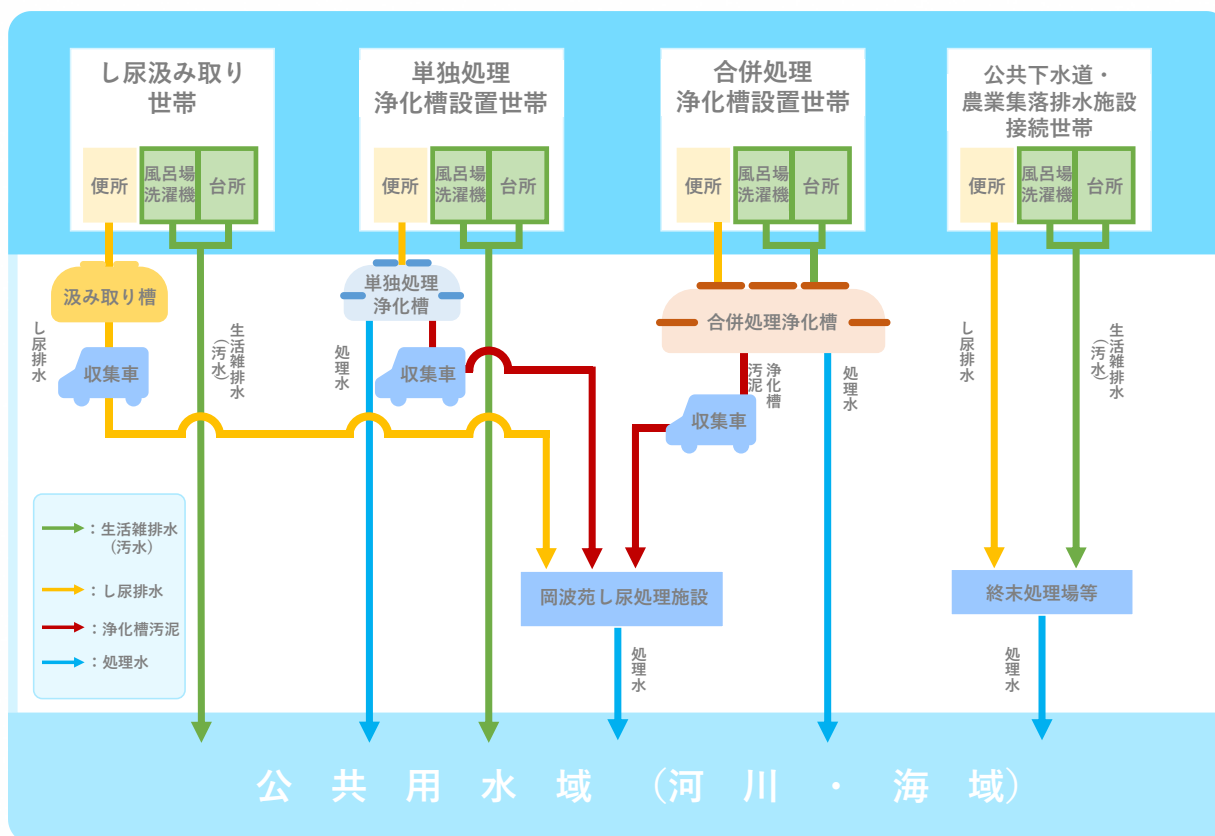 し尿汲み取り
世帯
単独処理
浄化槽設置世帯
合併処理
浄化槽設置世帯
公共下水道・
農業集落排水施設
接続世帯
便所
風呂場
洗濯機
台所
便所
風呂場
洗濯機
台所
便所
風呂場
洗濯機
台所
便所
風呂場
洗濯機
台所
汲み取り槽
単独処理
浄化槽
合併処理浄化槽
し尿排水
収集車
生活雑排水
（汚水）
処理水
収集車
浄化槽
汚泥
収集車
処理水
し尿排水
生活雑排水
（汚水）
：生活雑排水
（汚水）
：し尿排水
：浄化槽汚泥
：処理水
岡波苑し尿処理施設
終末処理場等
処理水
処理水
公共用水域（河川・海域）